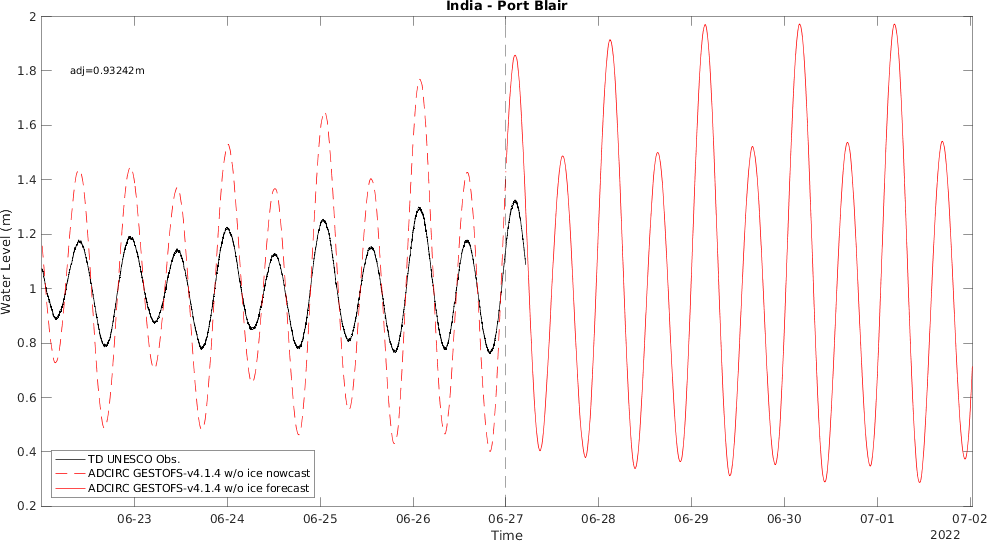 India - Port Blair
adj=0.93242m
Water Level (m)
2
1.8
1.6
1.4
1.2
1
0.8
0.6
0.4
0.2
TD UNESCO Obs.
ADCIRC GESTOFS-v4.1.4 w/o ice nowcast
ADCIRC GESTOFS-v4.1.4 w/o ice forecast
06-23 06-24 06-25 06-26 06-27 06-28 06-29 06-30 07-01 07-02
Time
2022